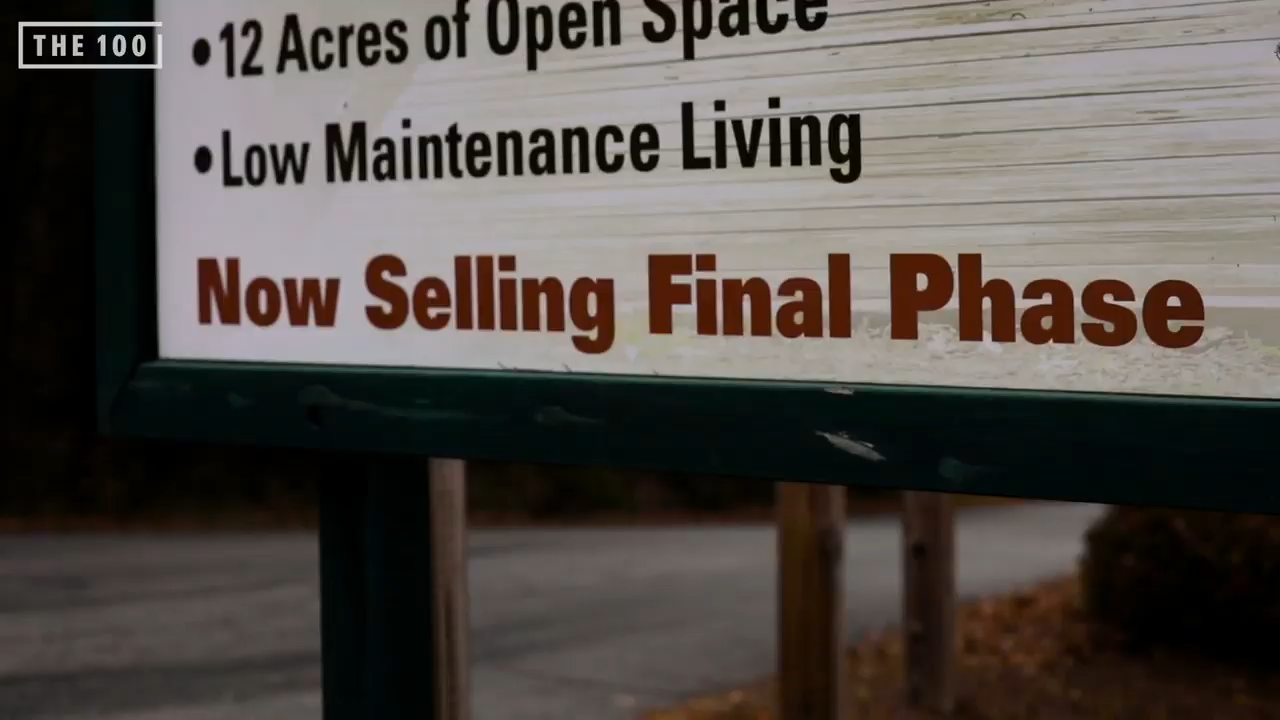 THE 100
•12 Acres of Open Space
•Low Maintenance Living
Now Selling Final Phase